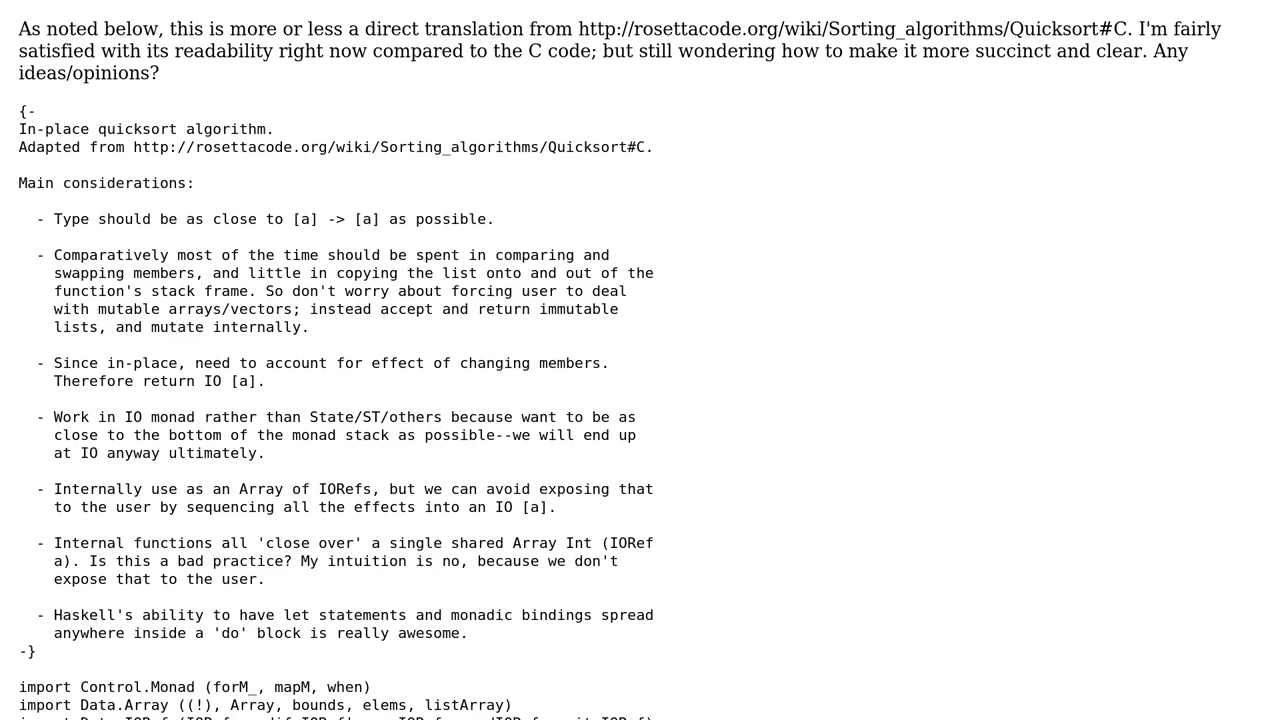 As noted below, this is more or less a direct translation from http://rosettacode.org/wiki/Sorting_algorithms/Quicksort#C. I'm fairly
satisfied with its readability right now compared to the C code; but still wondering how to make it more succinct and clear. Any
ideas/opinions?
{-
In-place quicksort algorithm.
Adapted from http://rosettacode.org/wiki/Sorting_algorithms/Quicksort#C.
Main considerations:
- Type should be as close to [a] -> [a] as possible.
- Comparatively most of the time should be spent in comparing and
swapping members, and little in copying the list onto and out of the
function's stack frame. So don't worry about forcing user to deal
with mutable arrays/vectors; instead accept and return immutable
lists, and mutate internally.
- Since in-place, need to account for effect of changing members.
Therefore return IO [a].
- Work in IO monad rather than State/ST/others because want to be as
close to the bottom of the monad stack as possible--we will end up
at IO anyway ultimately.
- Internally use as an Array of IORefs, but we can avoid exposing that
to the user by sequencing all the effects into an IO [a].
- Internal functions all 'close over' a single shared Array Int (IORef
a). Is this a bad practice? My intuition is no, because we don't
expose that to the user.
- Haskell's ability to have let statements and monadic bindings spread
anywhere inside a 'do' block is really awesome.
-}
import Control.Monad (forM_, mapM, when)
import Data.Array ((!), Array, bounds, elems, listArray)